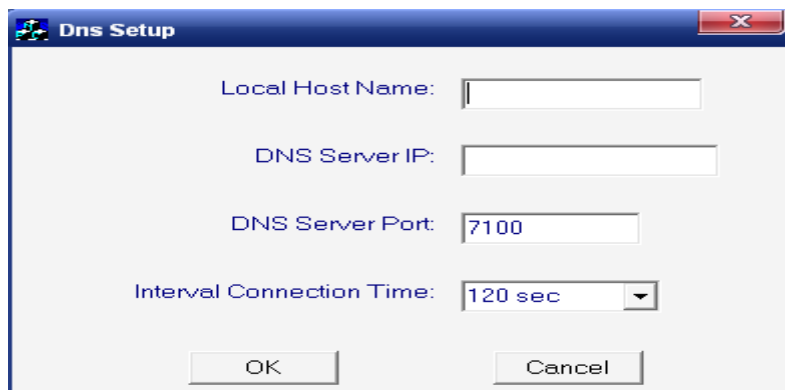 Dns Setup
Local Host Name:
DNS Server IP:
DNS Server Port: 7100
Interval Connection Time: 120 sec
OK Cancel